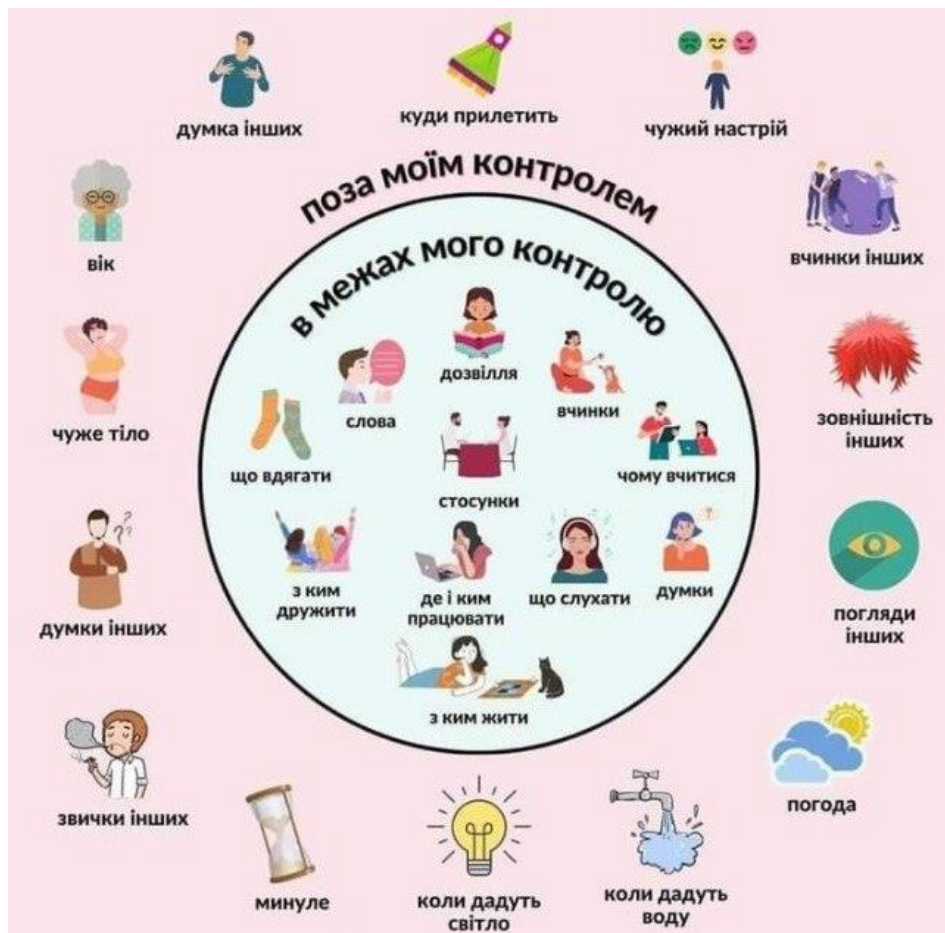 думка інших
куди прилетить
чужий настрій
поза моїм контролем
вік
вчинки інших
в межах мого контролю
дозвілля
слова
вчинки
чуже тіло
зовнішність
інших
що вдягати
стосунки
чому вчитися
думки інших
з ким
дружити
де і ким
працювати
що слухати
думки
погляди
інших
з ким жити
звички інших
погода
минуле
коли дадуть
світло
коли дадуть
воду